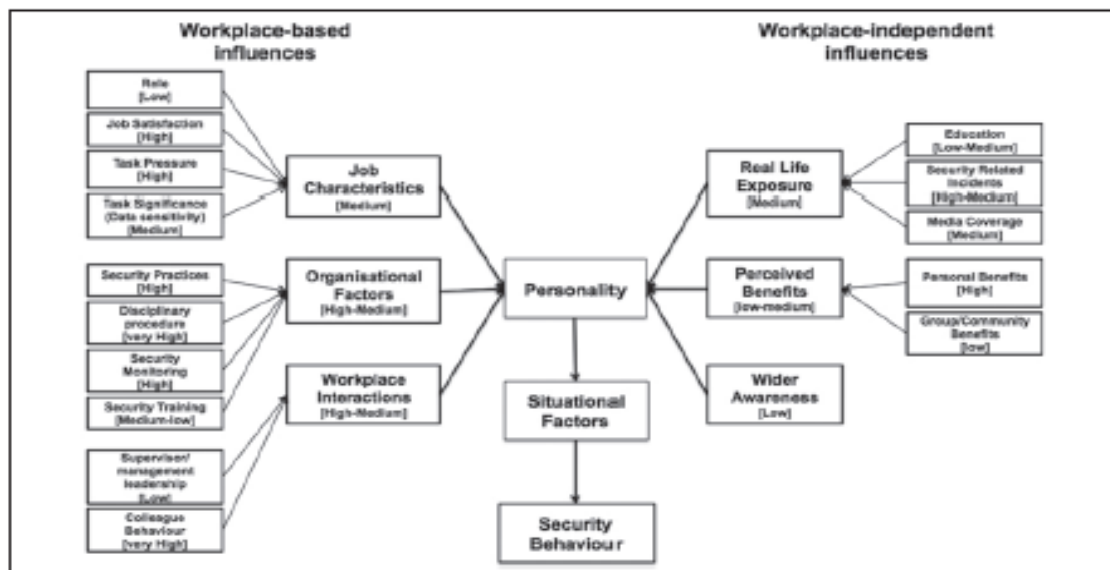 Workplace-based
influences
Workplace-independent
influences
Role
[Low]
Job Satisfaction
[High]
Task Pressure
[High]
Task Significance
(Data sensitivity)
[Medium]
Job
Characteristics
[Medium]
Security Practices
[High]
Disciplinary
procedure
[very High]
Security
Monitoring
[High]
Security Training
[Medium-low]
Organisational
Factors
[High-Medium]
Supervisor/
management
leadership
[Low]
Colleague
Behaviour
[very High]
Workplace
Interactions
[High-Medium]
Personality
Situational
Factors
Security
Behaviour
Real Life
Exposure
[Medium]
Education
[Low-Medium]
Security Related
Incidents
[High-Medium]
Media Coverage
[Medium]
Perceived
Benefits
[low-medium]
Personal Benefits
[High]
Group/Community
Benefits
[low]
Wider
Awareness
[Low]